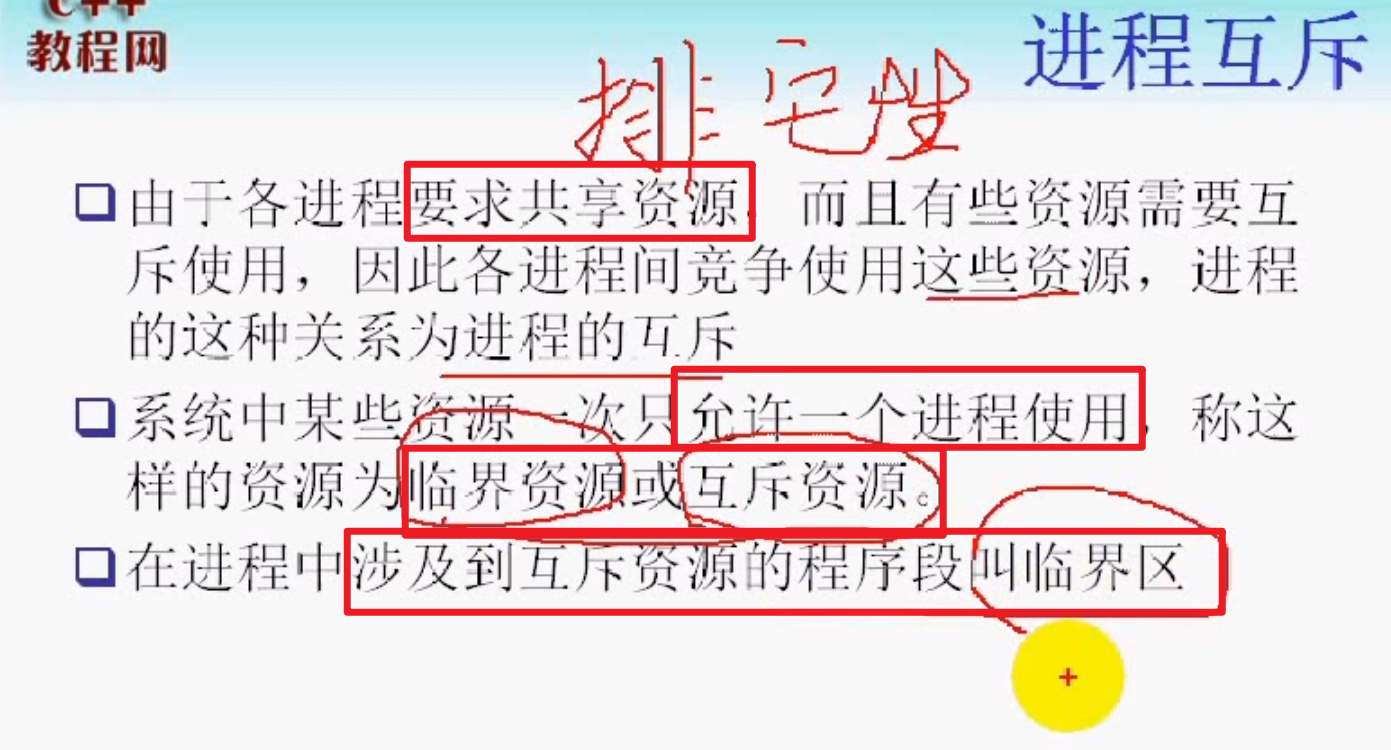 C++
教程网
进程互斥
排它性
由于各进程要求共享资源，而且有些资源需要互
斥使用，因此各进程间竞争使用这些资源，进程
的这种关系为进程的互斥
系统中某些资源一次只允许一个进程使用，称这
样的资源为临界资源或互斥资源。
在进程中涉及到互斥资源的程序段叫临界区